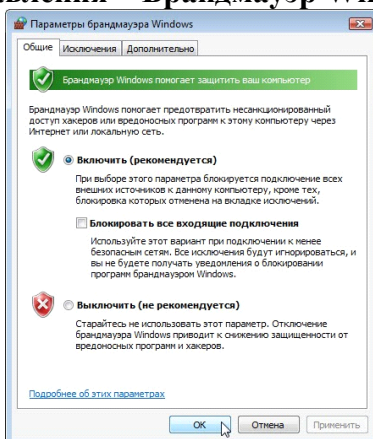 Параметры брандмауэра Windows
Общие Исключения Дополнительно
Брандмауэр Windows помогает защитить ваш компьютер
Брандмауэр Windows помогает предотвратить несанкционированный
доступ хакеров или вредоносных программ к этому компьютеру через
Интернет или локальную сеть.
Включить (рекомендуется)
При выборе этого параметра блокируется подключение всех
внешних источников к данному компьютеру, кроме тех,
блокировка которых отменена на вкладке исключений.
Блокировать все входящие подключения
Используйте этот вариант при подключении к менее
безопасным сетям. Все исключения будут игнорироваться, и
вы не будете получать уведомления о блокировании
программ брандмауэром Windows.
Выключить (не рекомендуется)
Старайтесь не использовать этот параметр. Отключение
брандмауэра Windows приводит к снижению защищенности от
вредоносных программ и хакеров.
Подробнее об этих параметрах
ОК Отмена Применить